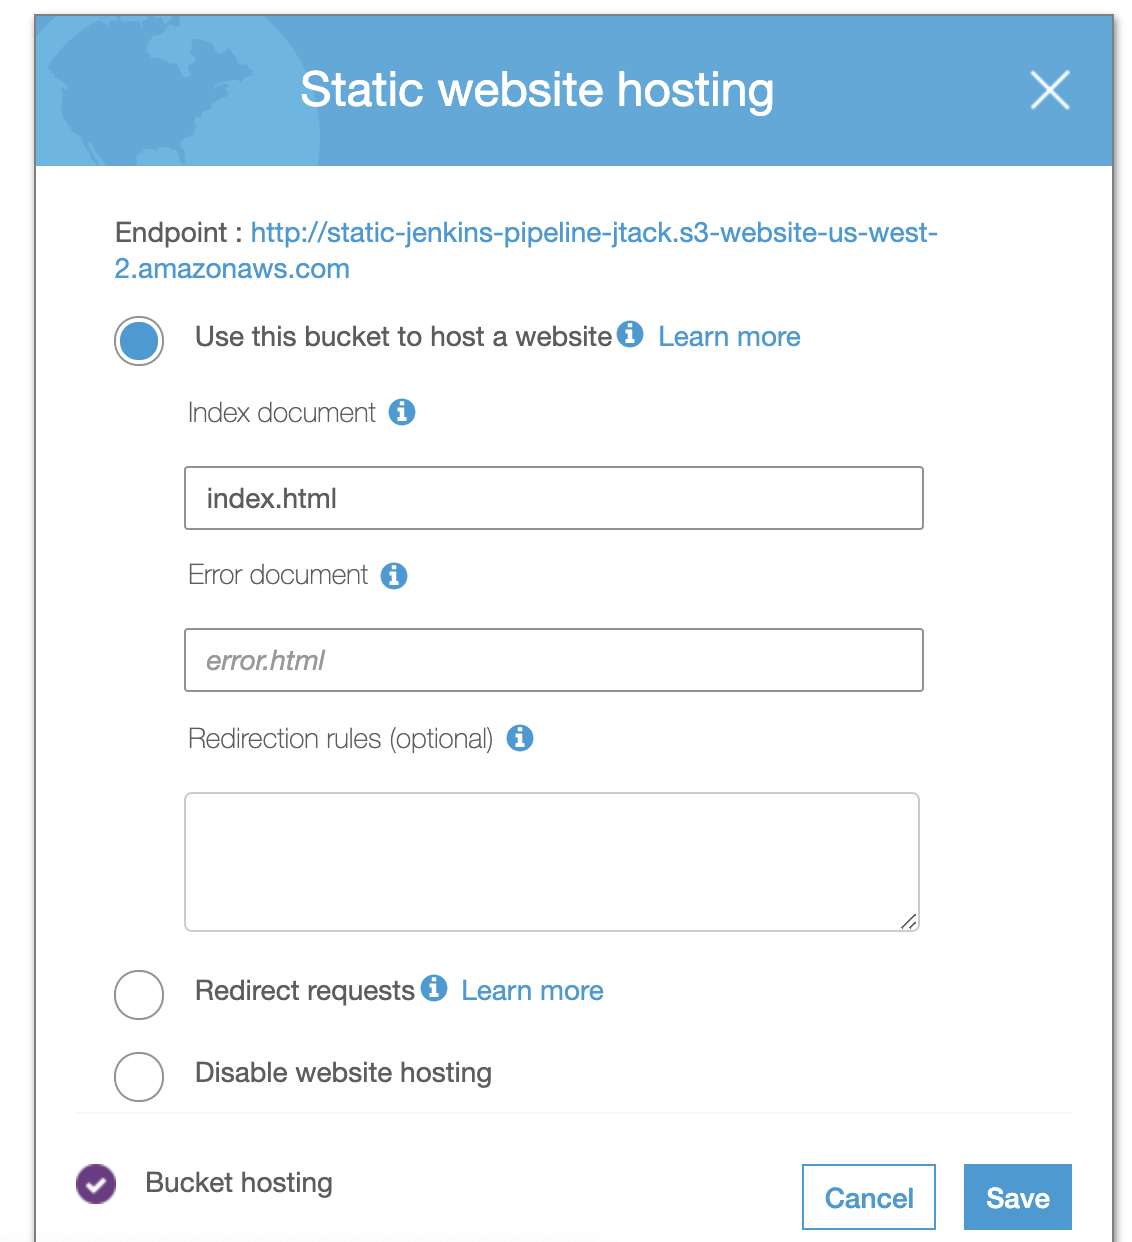 Static website hosting
Endpoint : http://static-jenkins-pipeline-jtack.s3-website-us-west-
2.amazonaws.com
Use this bucket to host a website Learn more
Index document
index.html
Error document
error.html
Redirection rules (optional)
Redirect requests Learn more
Disable website hosting
Bucket hosting
Cancel Save